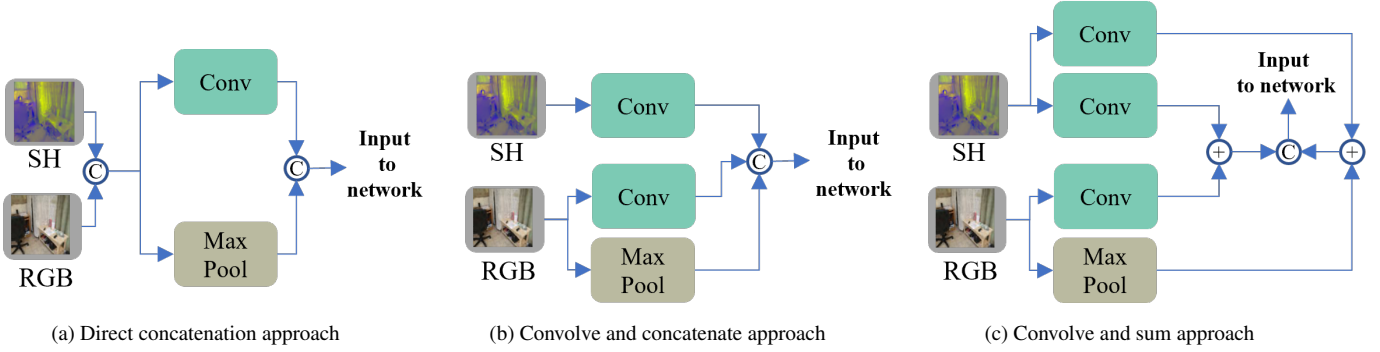 SH
RGB
C
Conv
Max
Pool
C
Input
to
network
(a) Direct concatenation approach
SH
RGB
Conv
Conv
Max
Pool
C
Input
to
network
(b) Convolve and concatenate approach
SH
RGB
Conv
Conv
Conv
Max
Pool
+
C
+
Input
to network
(c) Convolve and sum approach